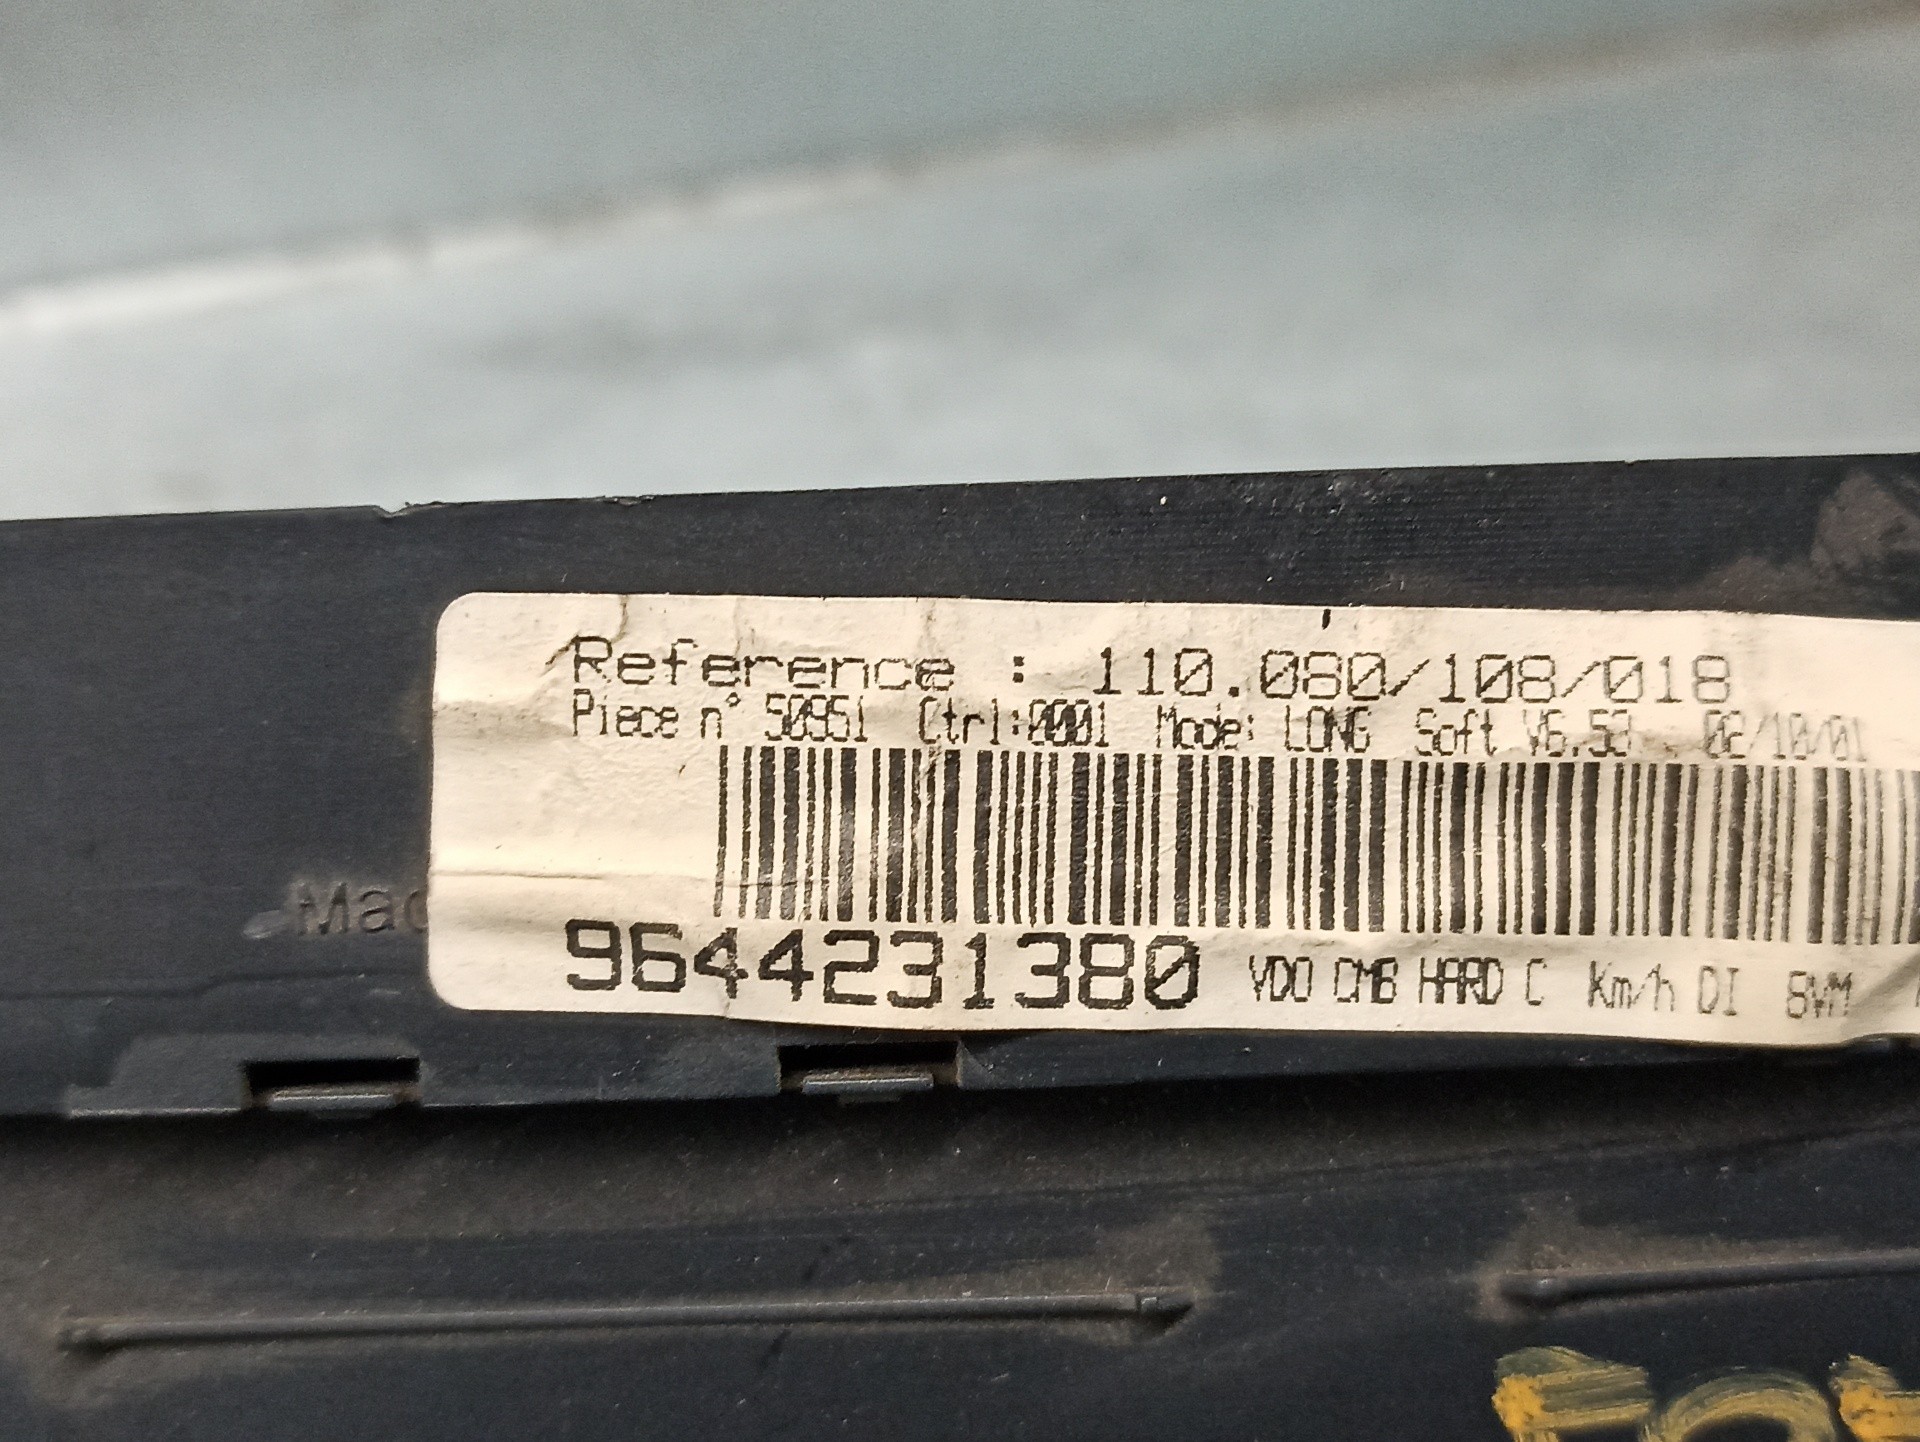 Reference : 110.080/108/018
Piece n° 50951 Ctrl:0001 Mode: LONG Soft V6.53 02/10/01
Mad
9644231380 VDO CMB HARD C Km/h DI 8VM